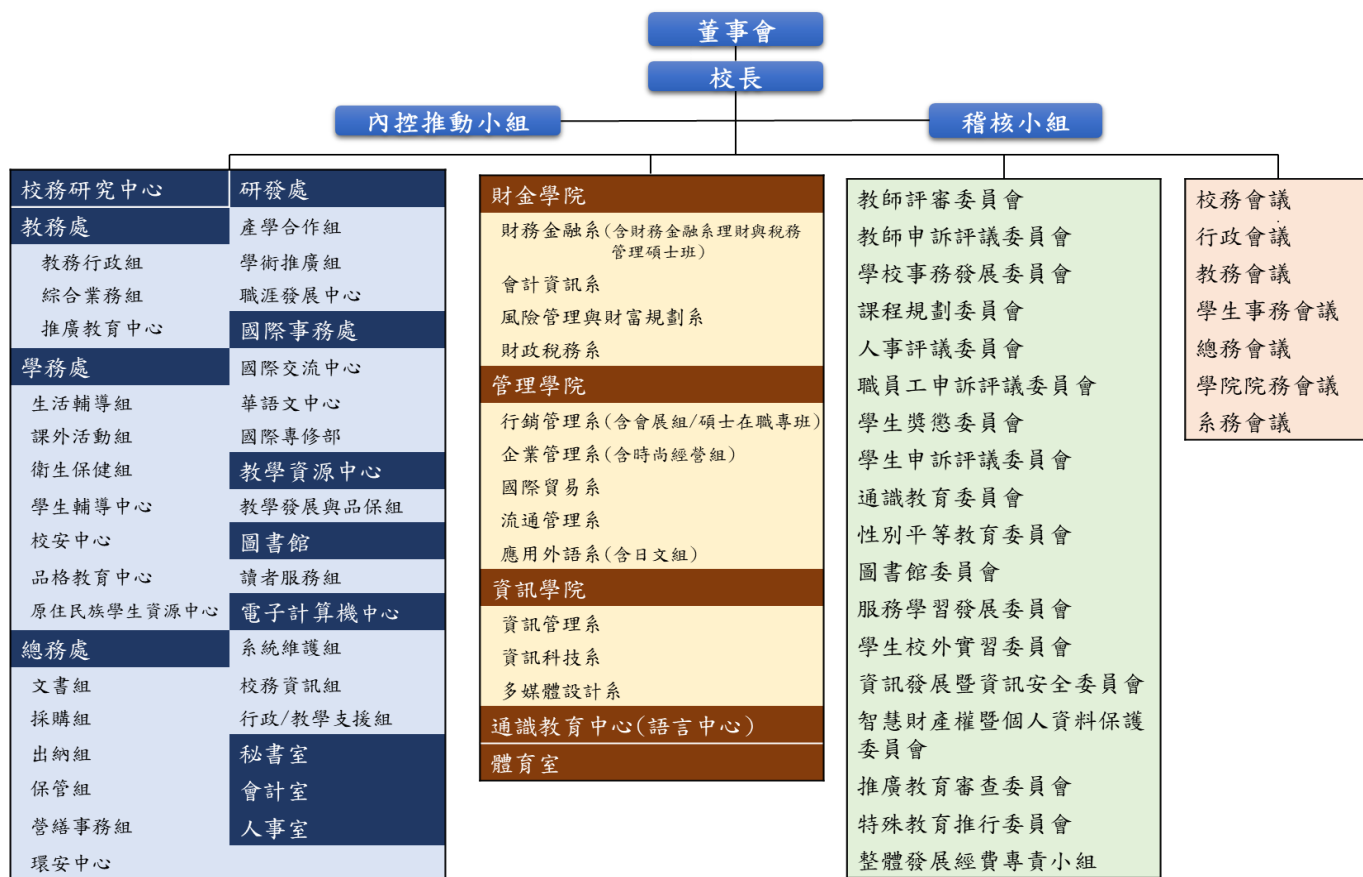 董事會
校長
內控推動小組
稽核小組
校務研究中心
教務處
教務行政組
綜合業務組
推廣教育中心
學務處
生活輔導組
課外活動組
衛生保健組
學生輔導中心
校安中心
品格教育中心
原住民族學生資源中心
總務處
文書組
採購組
出納組
保管組
營繕事務組
環安中心
研發處
產學合作組
學術推廣組
職涯發展中心
國際事務處
國際交流中心
華語文中心
國際專修部
教學資源中心
教學發展與品保組
圖書館
讀者服務組
電子計算機中心
系統維護組
校務資訊組
行政/教學支援組
秘書室
會計室
人事室
財金學院
財務金融系(含財務金融系理財與稅務
管理碩士班)
會計資訊系
風險管理與財富規劃系
財政稅務系
管理學院
行銷管理系(含會展組/碩士在職專班)
企業管理系(含時尚經營組)
國際貿易系
流通管理系
應用外語系(含日文組)
資訊學院
資訊管理系
資訊科技系
多媒體設計系
通識教育中心(語言中心)
體育室
教師評審委員會
教師申訴評議委員會
學校事務發展委員會
課程規劃委員會
人事評議委員會
職員工申訴評議委員會
學生獎懲委員會
學生申訴評議委員會
通識教育委員會
性別平等教育委員會
圖書館委員會
服務學習發展委員會
學生校外實習委員會
資訊發展暨資訊安全委員會
智慧財產權暨個人資料保護
委員會
推廣教育審查委員會
特殊教育推行委員會
整體發展經費專責小組
校務會議
行政會議
教務會議
學生事務會議
總務會議
學院院務會議
系務會議